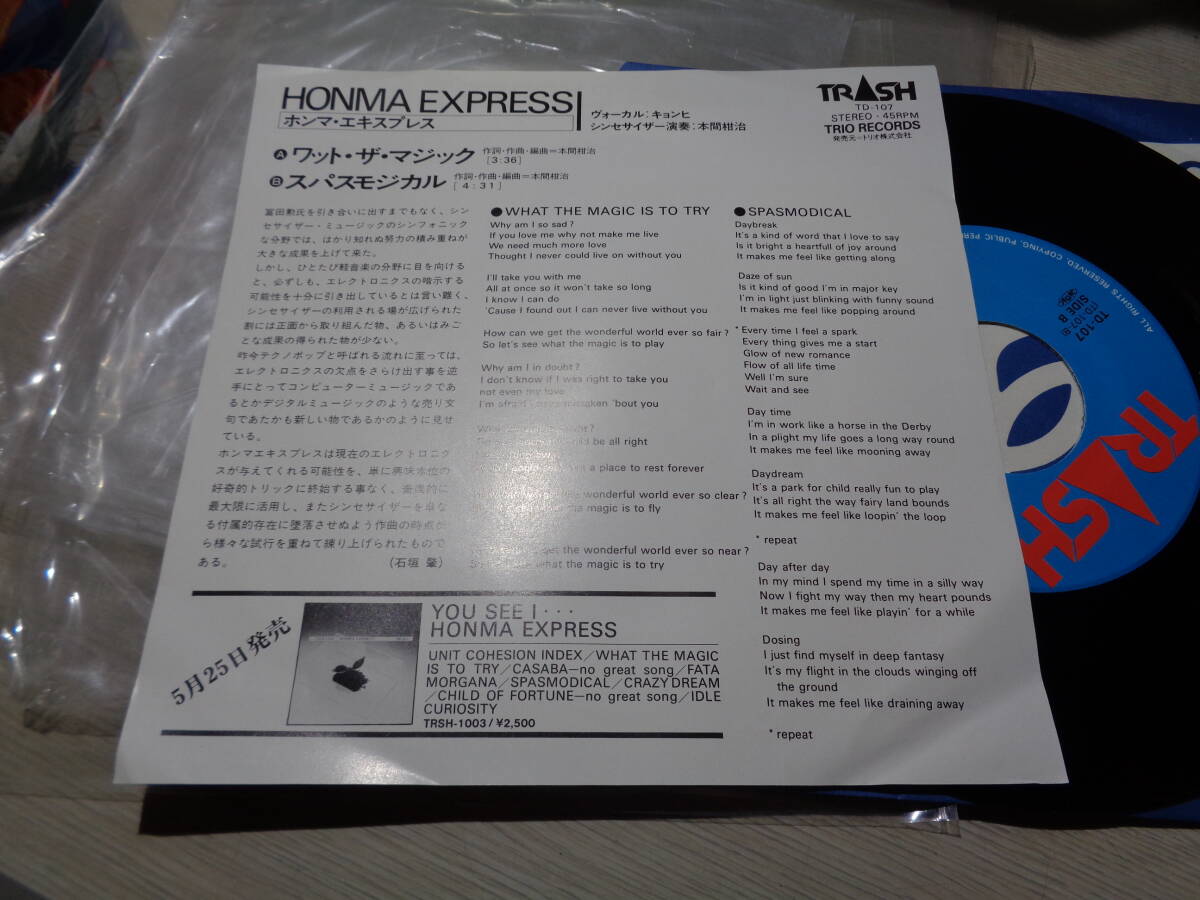 HONMA EXPRESS
ホンマ・エキスプレス
ヴォーカル:キョンヒ
シンセサイザー演奏:本間柑治
TRASH
TD-107
STEREO・45RPM
TRIO RECORDS
発売元=トリオ株式会社
A ワット・ザ・マジック 作詞・作曲・編曲=本間柑治
[3:36]
B スパスモジカル 作詞・作曲・編曲=本間柑治
[4:31]
冨田勲氏を引き合いに出すまでもなく、シン
セサイザー・ミュージックのシンフォニック
な分野では、はかり知れぬ努力の積み重ねが
大きな成果を上げて来た。
しかし、ひとたび軽音楽の分野に目を向ける
と、必ずしも、エレクトロニクスの暗示する
可能性を十分に引き出しているとは言い難く、
シンセサイザーの利用される場が広げられた
割には正面から取り組んだ物、あるいはみご
とな成果の得られた物が少ない。
昨今テクノポップと呼ばれる流れに至っては、
エレクトロニクスの欠点をさらけ出す事を逆
手にとってコンピューターミュージックであ
るとかデジタルミュージックのような売り文
句であたかも新しい物であるかのように見せ
ている。
ホンマエキスプレスは現在のエレクトロニク
スが与えてくれる可能性を、単に興味本位の
好奇的トリックに終始する事なく、音楽的に
最大限に活用し、またシンセサイザーを単な
る付属的存在に堕落させぬよう作曲の時点か
ら様々な試行を重ねて練り上げられたもので
ある。 (石垣 肇)
●WHAT THE MAGIC IS TO TRY
Why am I so sad?
If you love me why not make me live
We need much more love
Thought I never could live on without you
I'll take you with me
All at once so it won't take so long
I know I can do
'Cause I found out I can never live without you
How can we get the wonderful world ever so fair?
So let's see what the magic is to play
Why am I in doubt?
I don't know if I was right to take you
not even my love
I'm afraid 'bout you
be all right
a place to rest forever
the wonderful world ever so clear?
the magic is to fly
get the wonderful world ever so near?
what the magic is to try
●SPASMODICAL
Daybreak
It's a kind of word that I love to say
Is it bright a heartfull of joy around
It makes me feel like getting along
Daze of sun
Is it kind of good I'm in major key
I'm in light just blinking with funny sound
It makes me feel like popping around
* Every time I feel a spark
Every thing gives me a start
Glow of new romance
Flow of all life time
Well I'm sure
Wait and see
Day time
I'm in work like a horse in the Derby
In a plight my life goes a long way round
It makes me feel like mooning away
Daydream
It's a park for child really fun to play
It's all right the way fairy land bounds
It makes me feel like loopin' the loop
* repeat
Day after day
In my mind I spend my time in a silly way
Now I fight my way then my heart pounds
It makes me feel like playin' for a while
Dosing
I just find myself in deep fantasy
It's my flight in the clouds winging off
the ground
It makes me feel like draining away
* repeat
5月25日発売
YOU SEE I・・・
HONMA EXPRESS
UNIT COHESION INDEX/WHAT THE MAGIC
IS TO TRY/CASABA—no great song/FATA
MORGANA/SPASMODICAL/CRAZY DREAM
/CHILD OF FORTUNE—no great song/IDLE
CURIOSITY
TRSH-1003/¥2,500
ALL RIGHTS RESERVED. COPYING, PUBLIC
TD-107
(TD-107-B)
SIDE B
TRASH